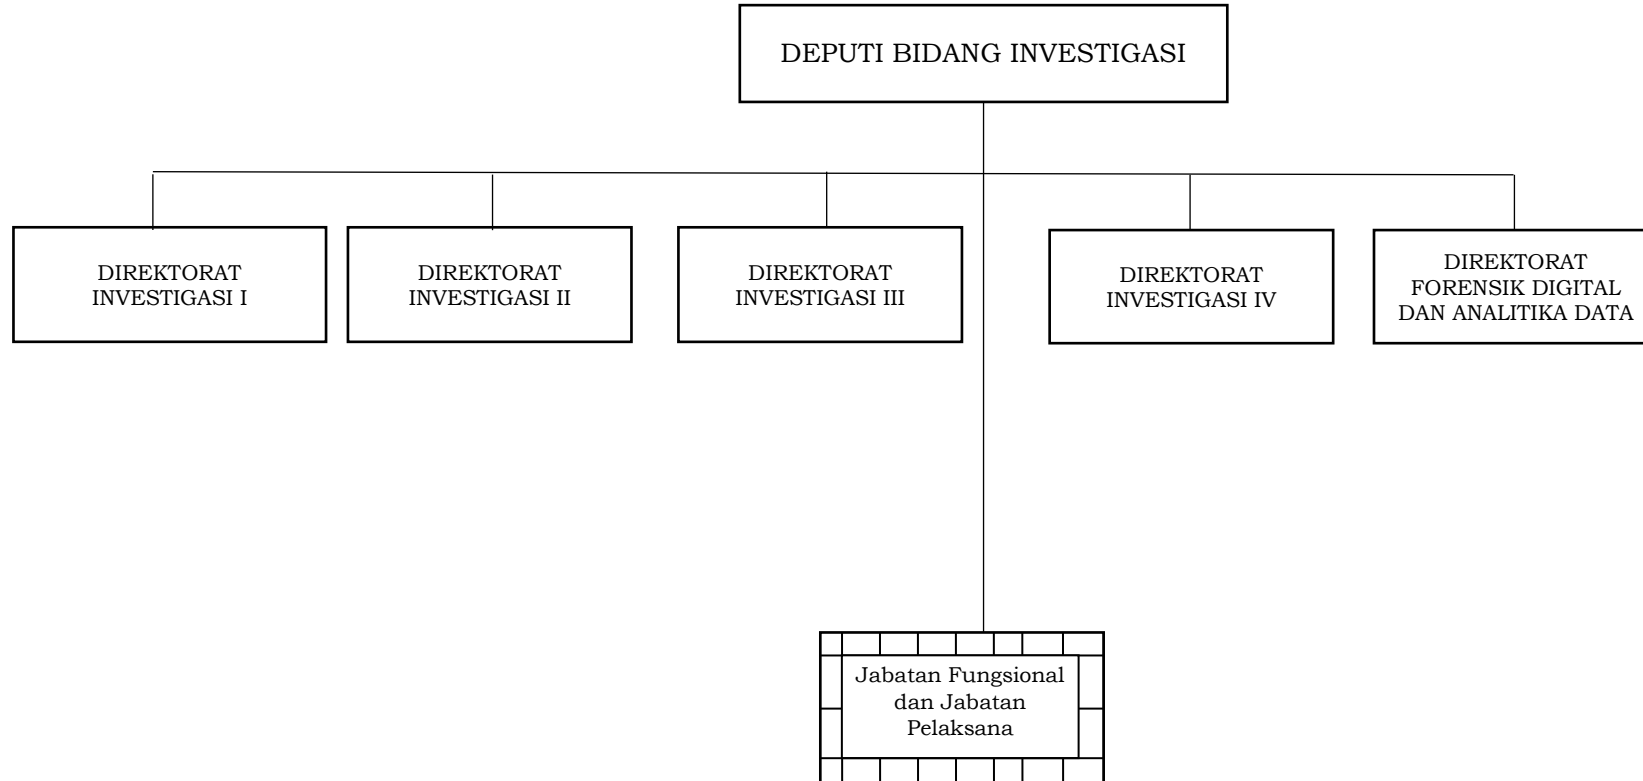 DEPUTI BIDANG INVESTIGASI
DIREKTORAT
INVESTIGASI I
DIREKTORAT
INVESTIGASI II
DIREKTORAT
INVESTIGASI III
DIREKTORAT
INVESTIGASI IV
DIREKTORAT
FORENSIK DIGITAL
DAN ANALITIKA DATA
Jabatan Fungsional
dan Jabatan
Pelaksana